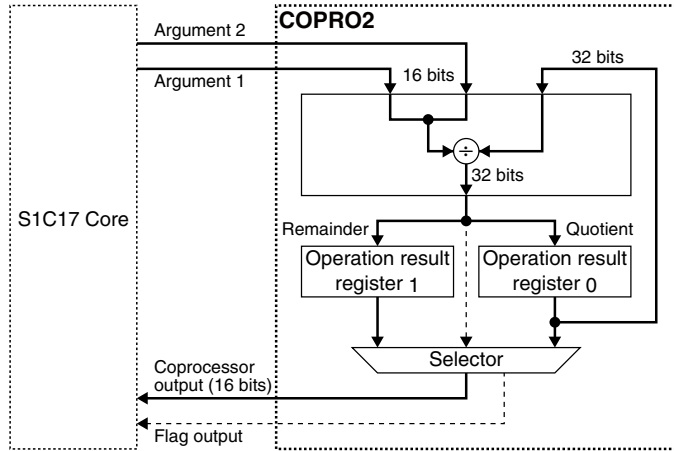 Argument 2
COPRO2
16 bits
32 bits
Argument 1
÷
32 bits
S1C17 Core
Remainder
Quotient
Operation result
register 1
Operation result
register 0
Selector
Coprocessor
output (16 bits)
Flag output